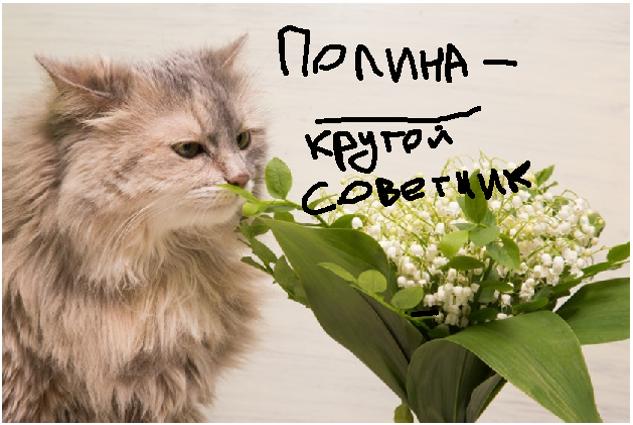 Полина —
крутой
советник